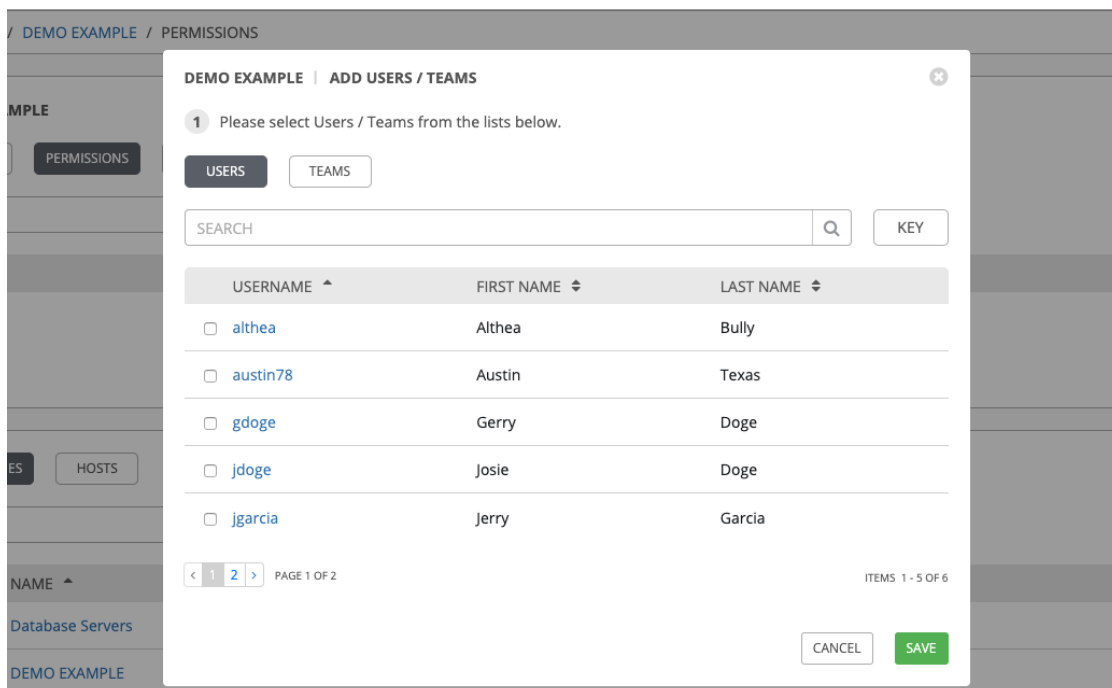 / DEMO EXAMPLE / PERMISSIONS
DEMO EXAMPLE | ADD USERS / TEAMS
MPLE
1 Please select Users / Teams from the lists below.
PERMISSIONS
USERS TEAMS
SEARCH KEY
USERNAME FIRST NAME LAST NAME
althea Althea Bully
austin78 Austin Texas
gdoge Gerry Doge
ES HOSTS
jdoge Josie Doge
jgarcia Jerry Garcia
< 1 2 > PAGE 1 OF 2 ITEMS 1 - 5 OF 6
NAME
Database Servers
CANCEL SAVE
DEMO EXAMPLE